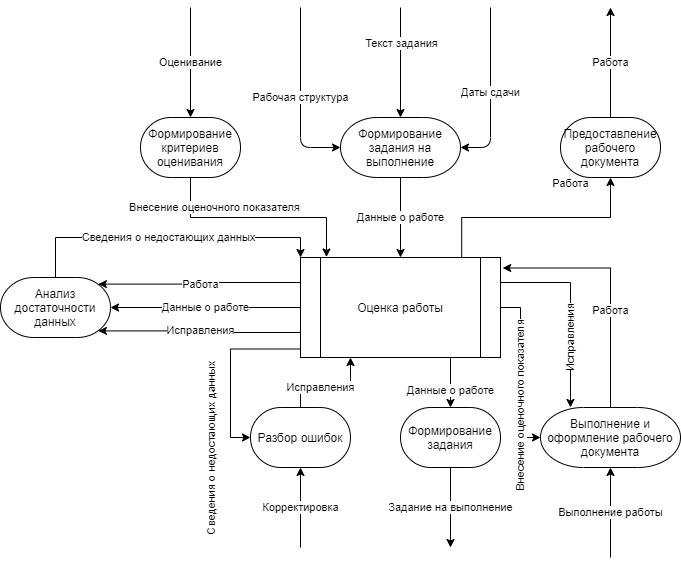 Оценивание
Текст задания
Работа
Рабочая структура
Даты сдачи
Формирование
критериев
оценивания
Формирование
задания на
выполнение
Предоставление
рабочего
документа
Внесение оценочного показателя
Данные о работе
Работа
Сведения о недостающих данных
Анализ
достаточности
данных
Работа
Данные о работе
Исправления
Оценка работы
Исправления
Работа
Внесение оценочного показателя
Сведения о недостающих данных
Исправления
Данные о работе
Разбор ошибок
Формирование
задания
Выполнение и
оформление рабочего
документа
Корректировка
Задание на выполнение
Выполнение работы